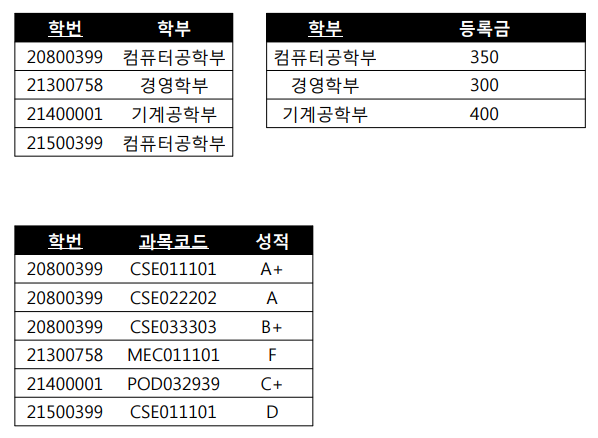 학번 학부
20800399 컴퓨터공학부
21300758 경영학부
21400001 기계공학부
21500399 컴퓨터공학부
학부 등록금
컴퓨터공학부 350
경영학부 300
기계공학부 400
학번 과목코드 성적
20800399 CSE011101 A+
20800399 CSE022202 A
20800399 CSE033303 B+
21300758 MEC011101 F
21400001 POD032939 C+
21500399 CSE011101 D